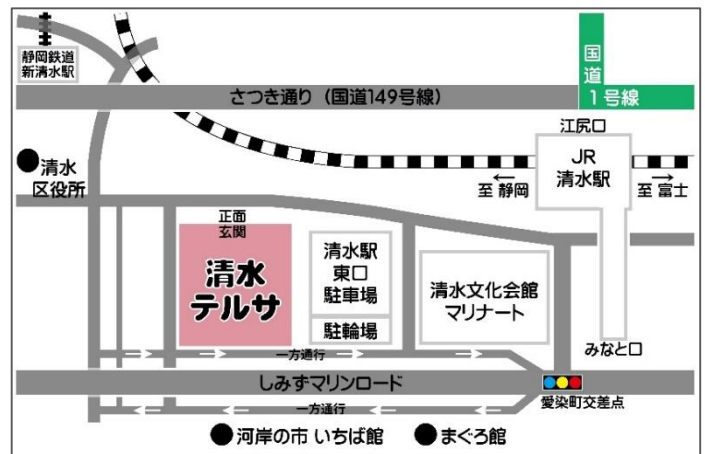 静岡鉄道
新清水駅
さつき通り（国道149号線）
国道
1号線
江尻口
JR
清水駅
←
至 静岡
→
至 富士
清水
区役所
正面
玄関
清水
テルサ
清水駅
東口
駐車場
駐輪場
清水文化会館
マリナート
みなと口
一方通行
しみずマリンロード
愛染町交差点
一方通行
河岸の市 いちば館
まぐろ館